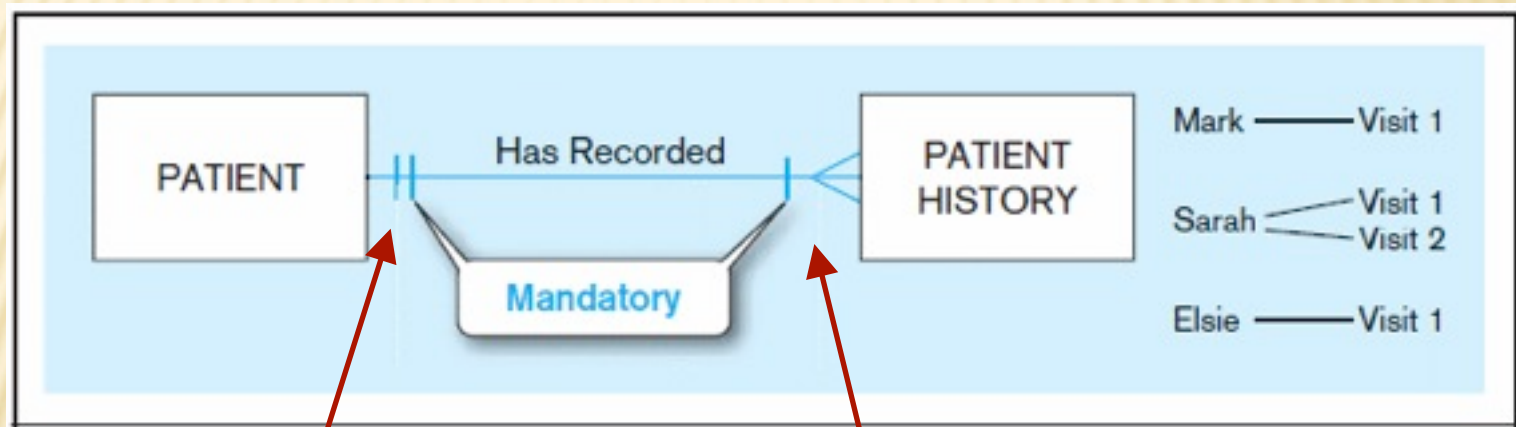 PATIENT
Has Recorded
Mandatory
PATIENT
HISTORY
Mark Visit 1
Sarah Visit 1
Visit 2
Elsie Visit 1